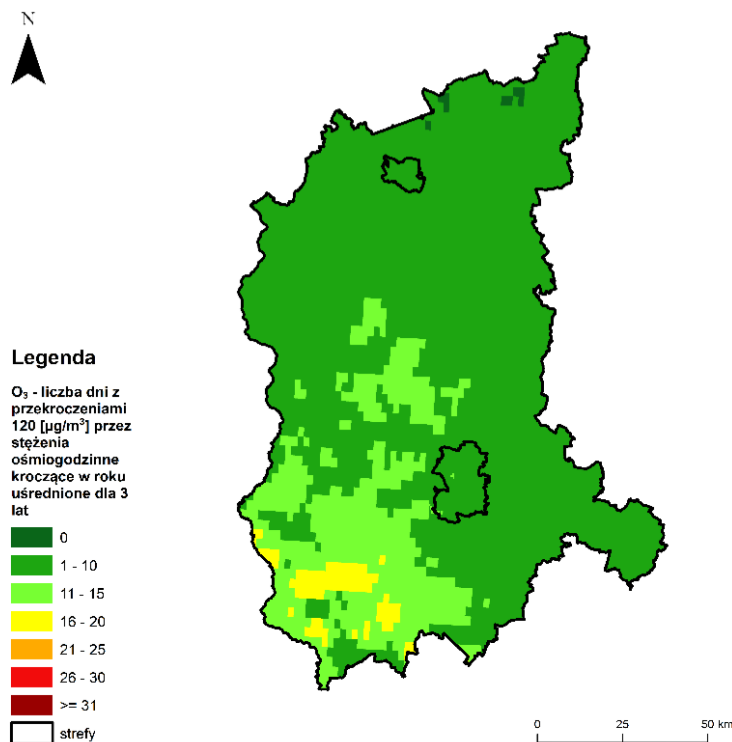 N
Legenda
O₃ - liczba dni z
przekroczeniami
120 [µg/m³] przez
stężenia
ośmiogodzinne
kroczące w roku
uśrednione dla 3
lat
0
1 - 10
11 - 15
16 - 20
21 - 25
26 - 30
>= 31
strefy
0 25 50 km